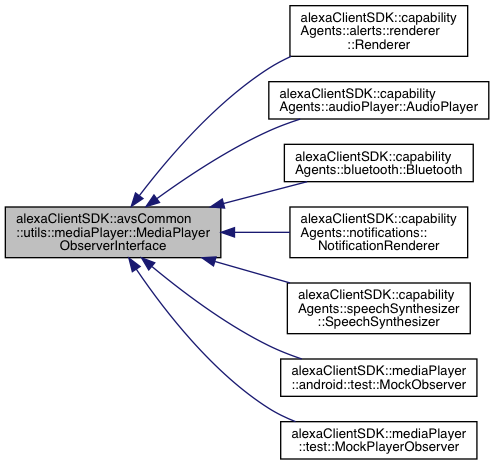 alexaClientSDK::capability
Agents::alerts::renderer
::Renderer
alexaClientSDK::capability
Agents::audioPlayer::AudioPlayer
alexaClientSDK::capability
Agents::bluetooth::Bluetooth
alexaClientSDK::avsCommon
::utils::mediaPlayer::MediaPlayer
ObserverInterface
alexaClientSDK::capability
Agents::notifications::
NotificationRenderer
alexaClientSDK::capability
Agents::speechSynthesizer
::SpeechSynthesizer
alexaClientSDK::mediaPlayer
::android::test::MockObserver
alexaClientSDK::mediaPlayer
::test::MockPlayerObserver